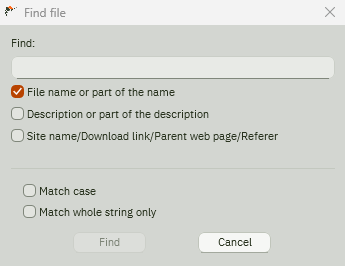 Find file
Find:
File name or part of the name
Description or part of the description
Site name/Download link/Parent web page/Referer
Match case
Match whole string only
Find
Cancel